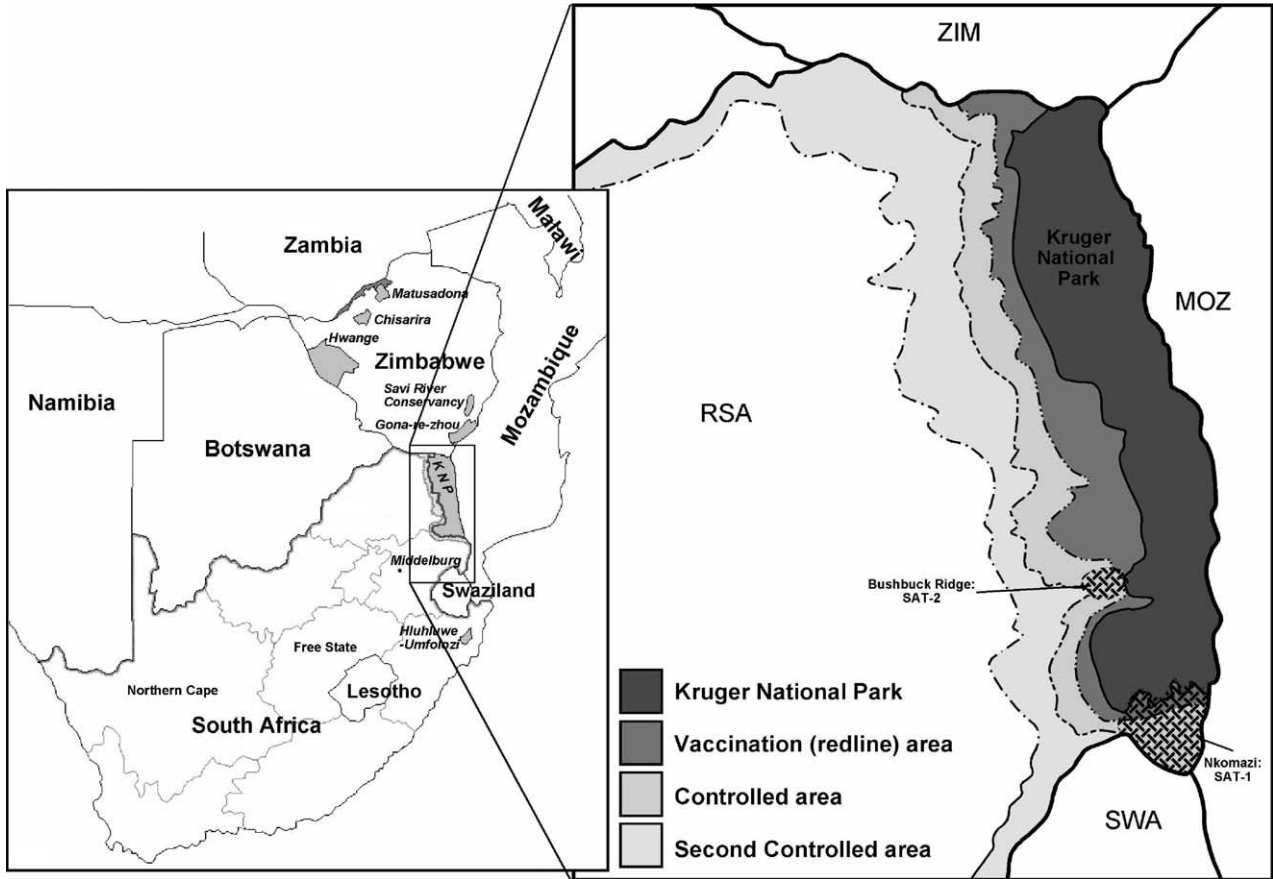 Zambia
Malawi
Matusadona
Chisarira
Hwange
Zimbabwe
Savi River
Conservancy
Gona-re-zhou
Mozambique
Namibia
Botswana
KNP
Middelburg
Swaziland
Hluhluwe
-Umfolozi
Free State
Northern Cape
Lesotho
South Africa
ZIM
Kruger
National
Park
MOZ
RSA
Bushbuck Ridge:
SAT-2
Nkomazi:
SAT-1
SWA
Kruger National Park
Vaccination (redline) area
Controlled area
Second Controlled area